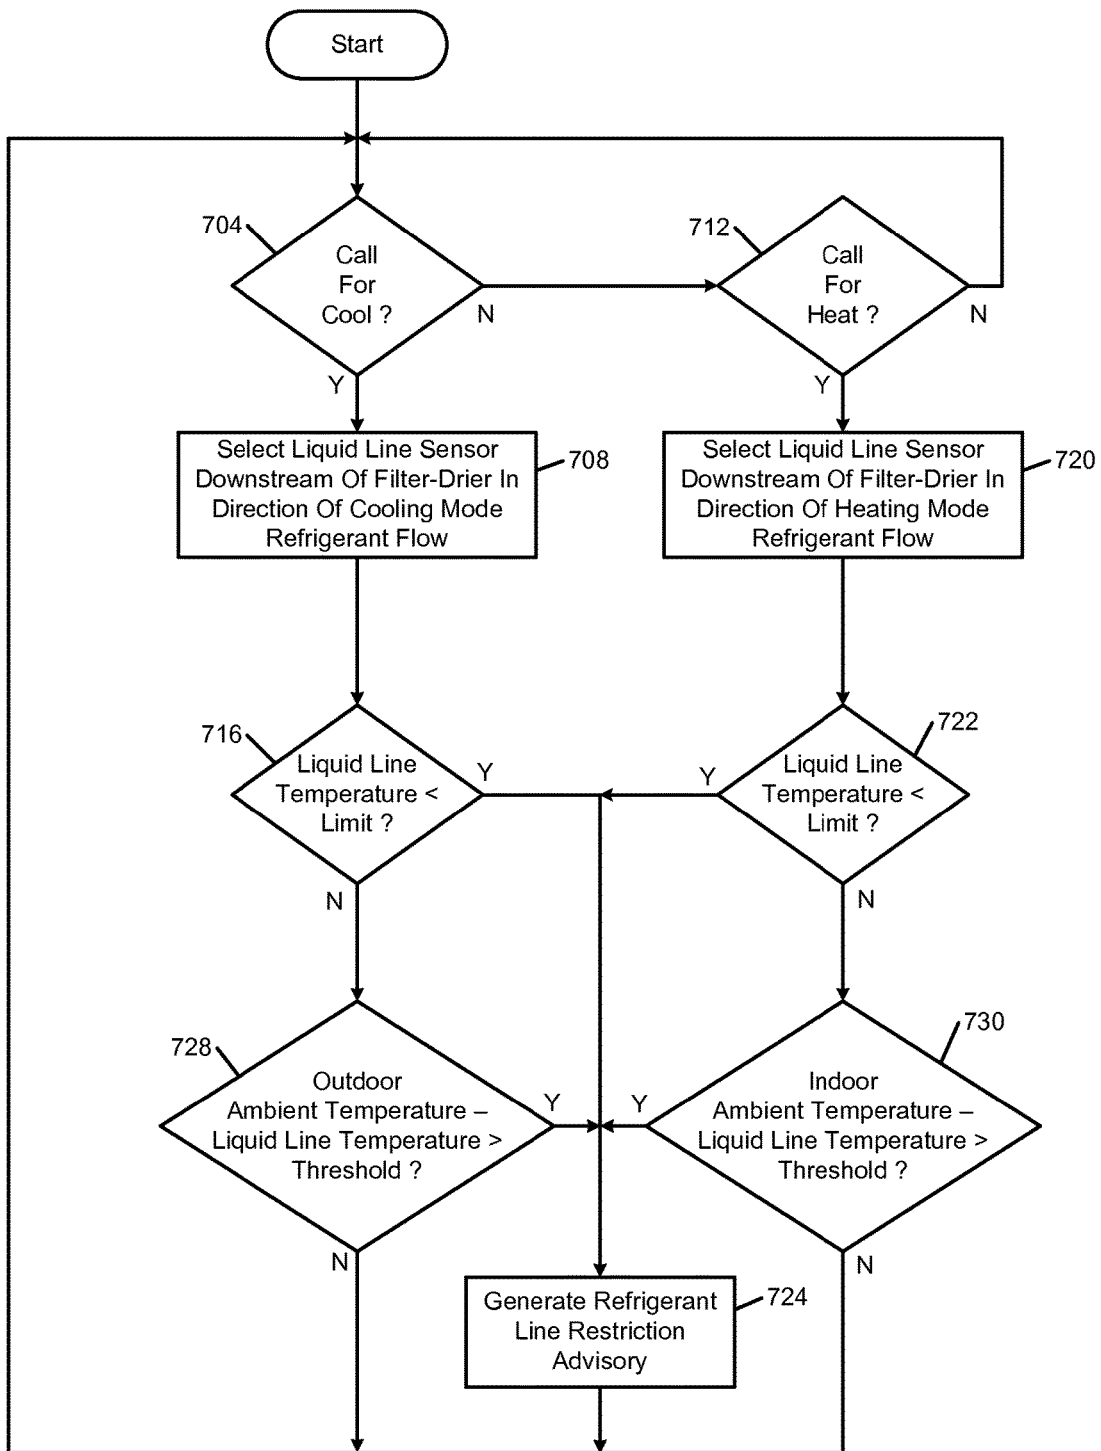 Start
704
Call
For
Cool ?
N
Y
712
Call
For
Heat ?
N
Y
Select Liquid Line Sensor
Downstream Of Filter-Drier In
Direction Of Cooling Mode
Refrigerant Flow
708
Select Liquid Line Sensor
Downstream Of Filter-Drier In
Direction Of Heating Mode
Refrigerant Flow
720
716
Liquid Line
Temperature <
Limit ?
Y
N
722
Liquid Line
Temperature <
Limit ?
Y
N
728
Outdoor
Ambient Temperature –
Liquid Line Temperature >
Threshold ?
Y
N
730
Indoor
Ambient Temperature –
Liquid Line Temperature >
Threshold ?
Y
N
Generate Refrigerant
Line Restriction
Advisory
724